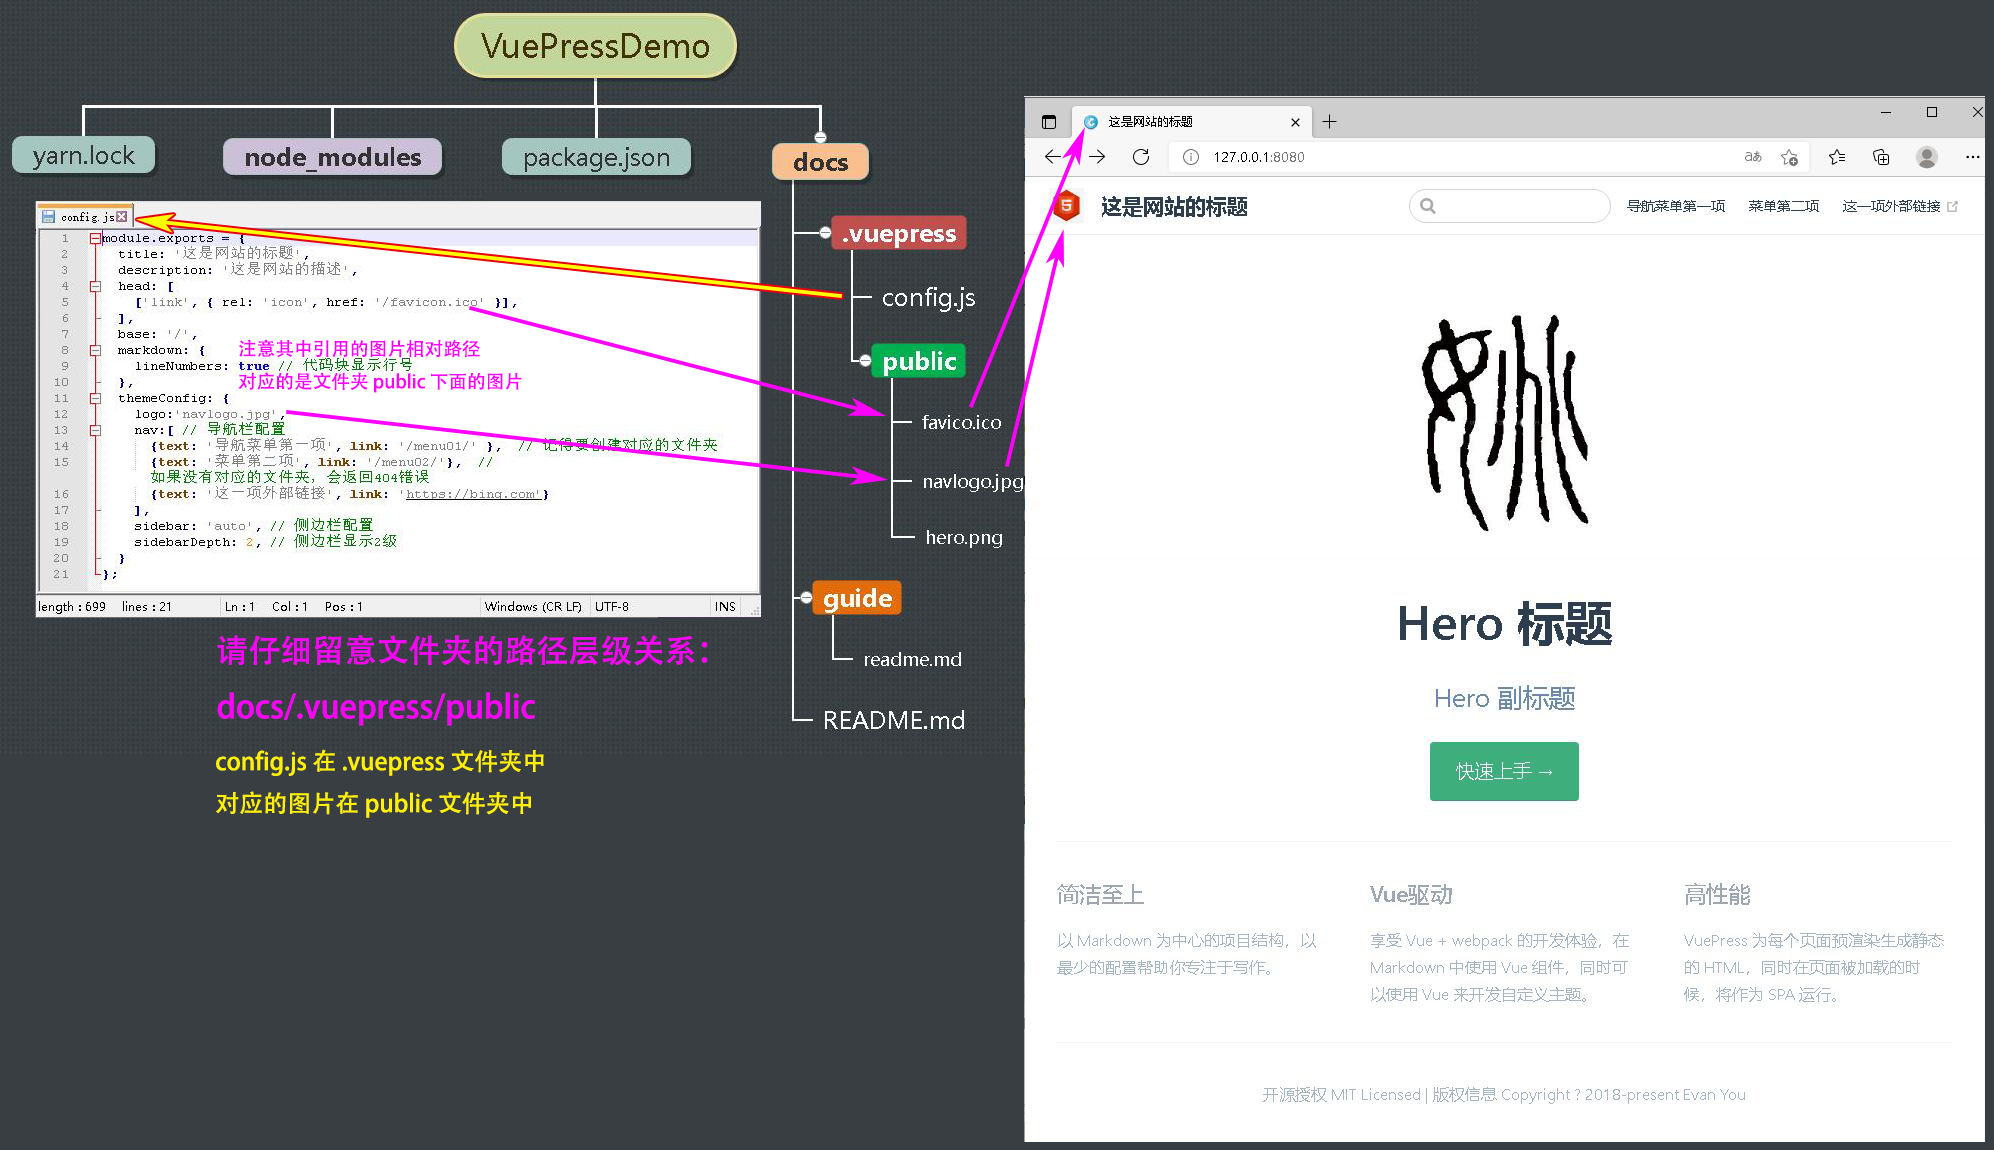 VuePressDemo
yarn.lock
node_modules
package.json
docs
.vuepress
config.js
public
favico.ico
navlogo.jpg
hero.png
guide
readme.md
README.md
config.js
1 module.exports = {
2 title: '这是网站的标题',
3 description: '这是网站的描述',
4 head: [
5 ['link', { rel: 'icon', href: '/favicon.ico' }],
6 ],
7 base: '/',
8 markdown: {
9 lineNumbers: true // 代码块显示行号
10 },
11 themeConfig: {
12 logo:'navlogo.jpg',
13 nav:[ // 导航栏配置
14 {text: '导航菜单第一项', link: '/menu01/' }, // 记得要创建对应的文件夹
15 {text: '菜单第二项', link: '/menu02/'}, //
如果没有对应的文件夹，会返回404错误
16 {text: '这一项外部链接', link: 'https://bing.com'}
17 ],
18 sidebar: 'auto', // 侧边栏配置
19 sidebarDepth: 2, // 侧边栏显示2级
20 }
21 };
注意其中引用的图片相对路径
对应的是文件夹 public 下面的图片
length : 699 lines : 21 Ln : 1 Col : 1 Pos : 1 Windows (CR LF) UTF-8 INS
请仔细留意文件夹的路径层级关系：
docs/.vuepress/public
config.js 在 .vuepress 文件夹中
对应的图片在 public 文件夹中
这是网站的标题
127.0.0.1:8080
aあ
5
这是网站的标题
导航菜单第一项 菜单第二项 这一项外部链接
Hero 标题
Hero 副标题
快速上手 →
简洁至上
以 Markdown 为中心的项目结构，以
最少的配置帮助你专注于写作。
Vue驱动
享受 Vue + webpack 的开发体验，在
Markdown 中使用 Vue 组件，同时可
以使用 Vue 来开发自定义主题。
高性能
VuePress 为每个页面预渲染生成静态
的 HTML，同时在页面被加载的时
候，将作为 SPA 运行。
开源授权 MIT Licensed | 版权信息 Copyright ? 2018-present Evan You